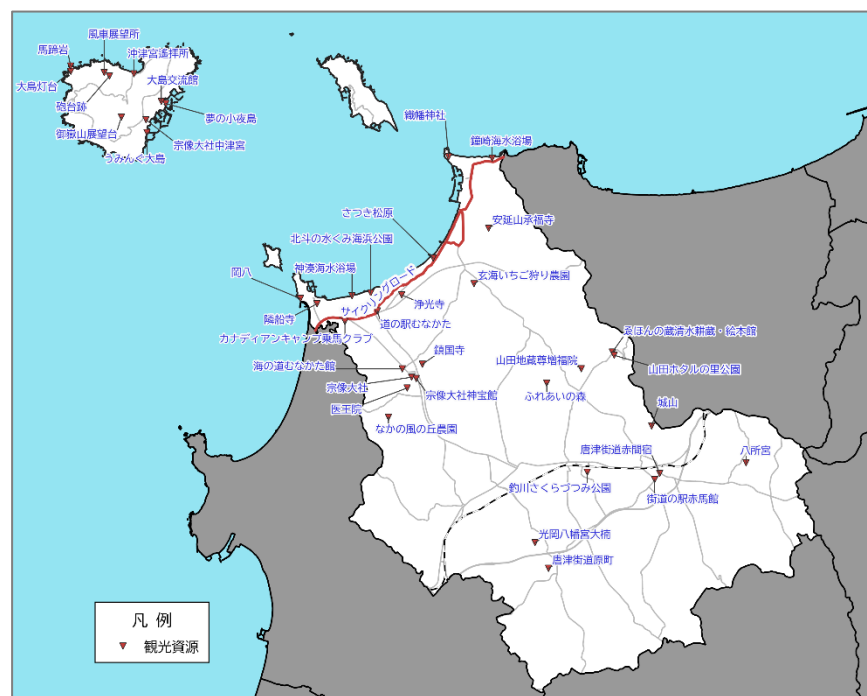 風車展望所
沖津宮遙拝所
馬蹄岩
大島交流館
大島灯台
砲台跡
夢の小夜島
御嶽山展望台
宗像大社中津宮
うみんぐ大島
織幡神社
鐘崎海水浴場
さつき松原
安延山承福寺
北斗の水くみ海浜公園
神湊海水浴場
玄海いちご狩り農園
岡八
サイクリングロード
浄光寺
隣船寺
道の駅むなかた
カナディアンキャンプ乗馬クラブ
ゑほんの蔵清水耕蔵・絵本館
鎮国寺
山田地蔵尊増福院
海の道むなかた館
山田ホタルの里公園
宗像大社
宗像大社神宝館
ふれあいの森
医王院
城山
なかの風の丘農園
唐津街道赤間宿
八所宮
釣川さくらづつみ公園
街道の駅赤馬館
光岡八幡宮大楠
唐津街道原町
凡 例
観光資源